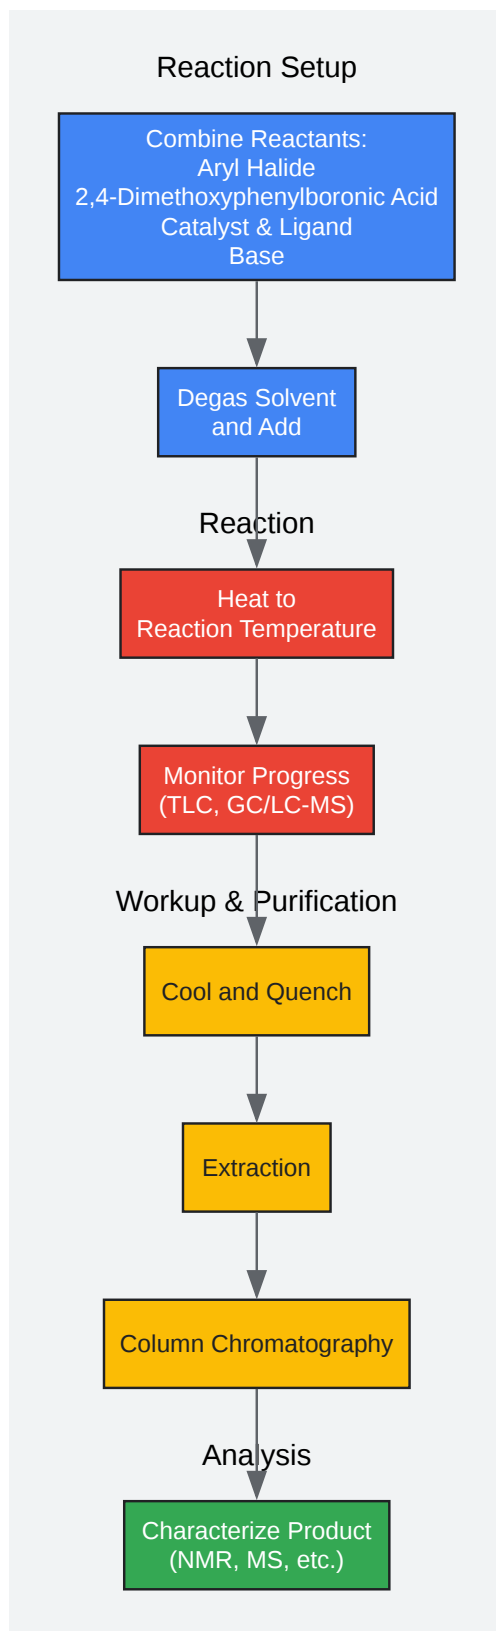 Reaction Setup
Combine Reactants:
Aryl Halide
2,4-Dimethoxyphenylboronic Acid
Catalyst & Ligand
Base
Degas Solvent
and Add
Reaction
Heat to
Reaction Temperature
Monitor Progress
(TLC, GC/LC-MS)
Workup & Purification
Cool and Quench
Extraction
Column Chromatography
Analysis
Characterize Product
(NMR, MS, etc.)